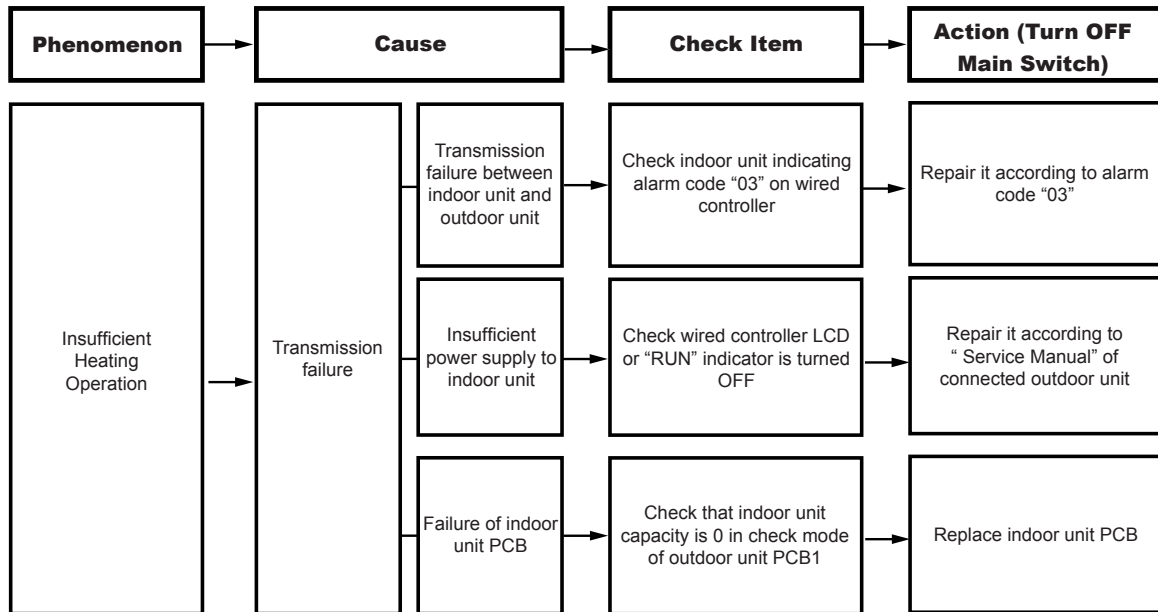 Phenomenon
Cause
Check Item
Action (Turn OFF
Main Switch)
Insufficient
Heating
Operation
Transmission
failure
Transmission
failure between
indoor unit and
outdoor unit
Check indoor unit indicating
alarm code “03” on wired
controller
Repair it according to alarm
code “03”
Insufficient
power supply to
indoor unit
Check wired controller LCD
or “RUN” indicator is turned
OFF
Repair it according to
“ Service Manual” of
connected outdoor unit
Failure of indoor
unit PCB
Check that indoor unit
capacity is 0 in check mode
of outdoor unit PCB1
Replace indoor unit PCB